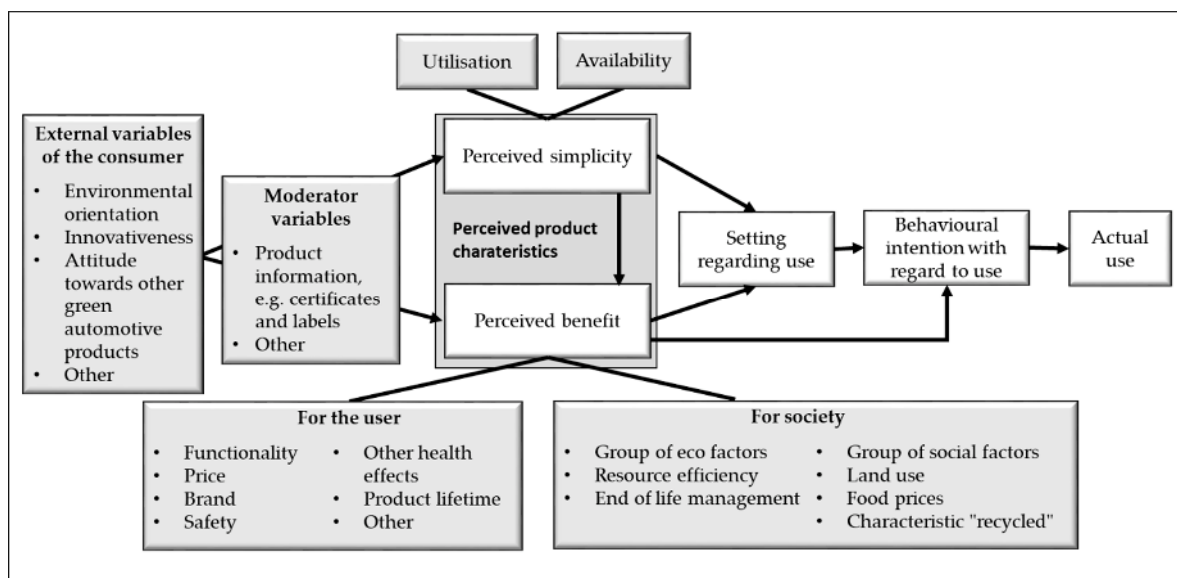 Utilisation
Availability
External variables
of the consumer
• Environmental
orientation
• Innovativeness
• Attitude
towards other
green
automotive
products
• Other
Moderator
variables
• Product
information,
e.g. certificates
and labels
• Other
Perceived simplicity
Perceived product
charateristics
Perceived benefit
Setting
regarding use
Behavioural
intention with
regard to use
Actual
use
For the user
• Functionality
• Price
• Brand
• Safety
• Other health
effects
• Product lifetime
• Other
For society
• Group of eco factors
• Resource efficiency
• End of life management
• Group of social factors
• Land use
• Food prices
• Characteristic "recycled"